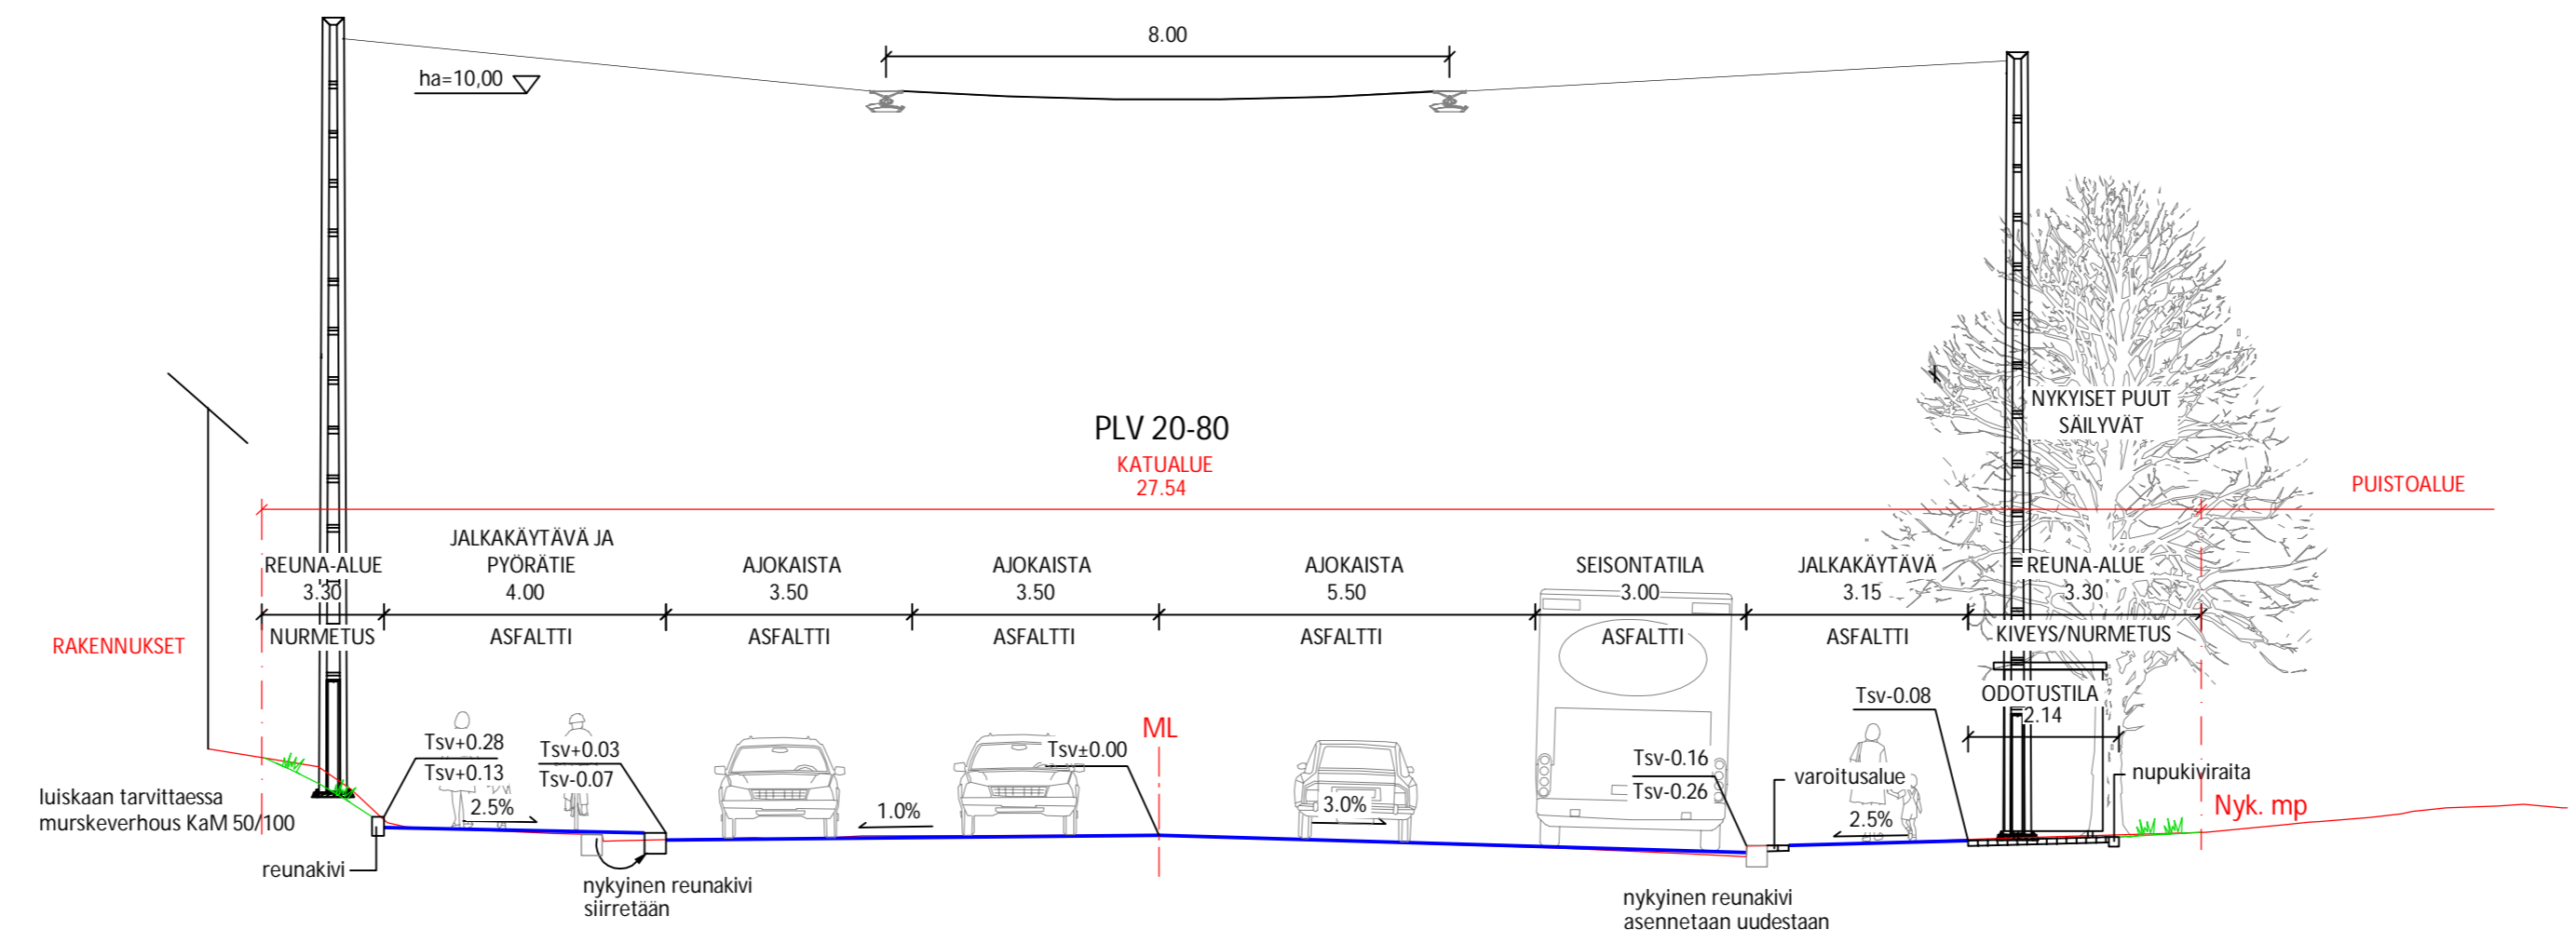 8.00
ha=10,00
NYKYISET PUUT
SÄILYVÄT
PLV 20-80
KATUALUE
27.54
PUISTOALUE
REUNA-ALUE
3.30
NURMETUS
JALKAKÄYTÄVÄ JA
PYÖRÄTIE
4.00
ASFALTTI
AJOKAISTA
3.50
ASFALTTI
AJOKAISTA
3.50
ASFALTTI
AJOKAISTA
5.50
ASFALTTI
SEISONTATILA
3.00
ASFALTTI
JALKAKÄYTÄVÄ
3.15
ASFALTTI
REUNA-ALUE
3.30
KIVEYS/NURMETUS
RAKENNUKSET
ODOTUSTILA
2.14
Tsv+0.28
Tsv+0.13
2.5%
Tsv+0.03
Tsv-0.07
1.0%
Tsv±0.00
ML
3.0%
Tsv-0.16
Tsv-0.26
varoitusalue
Tsv-0.08
2.5%
nupukiviraita
Nyk. mp
luiskaan tarvittaessa
murskeverhous KaM 50/100
reunakivi
nykyinen reunakivi
siirretään
nykyinen reunakivi
asennetaan uudestaan